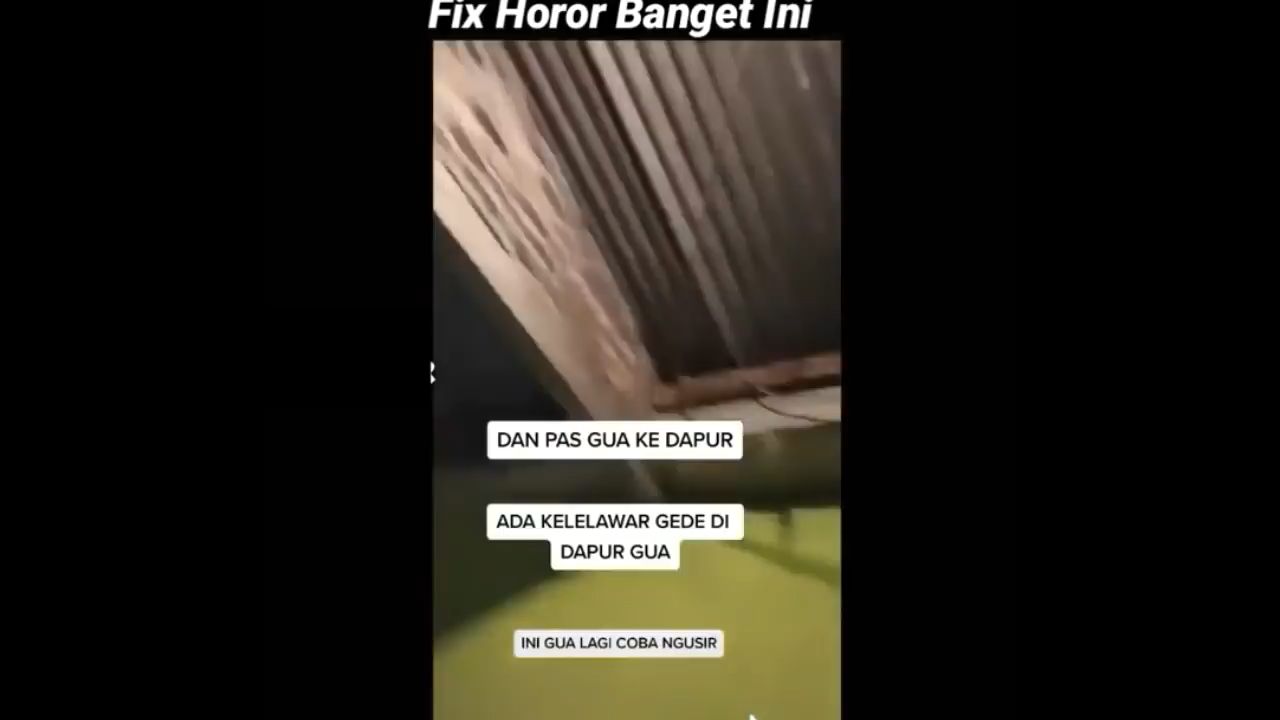 Fix Horor Banget Ini
DAN PAS GUA KE DAPUR
ADA KELELAWAR GEDE DI
DAPUR GUA
INI GUA LAGI COBA NGUSIR